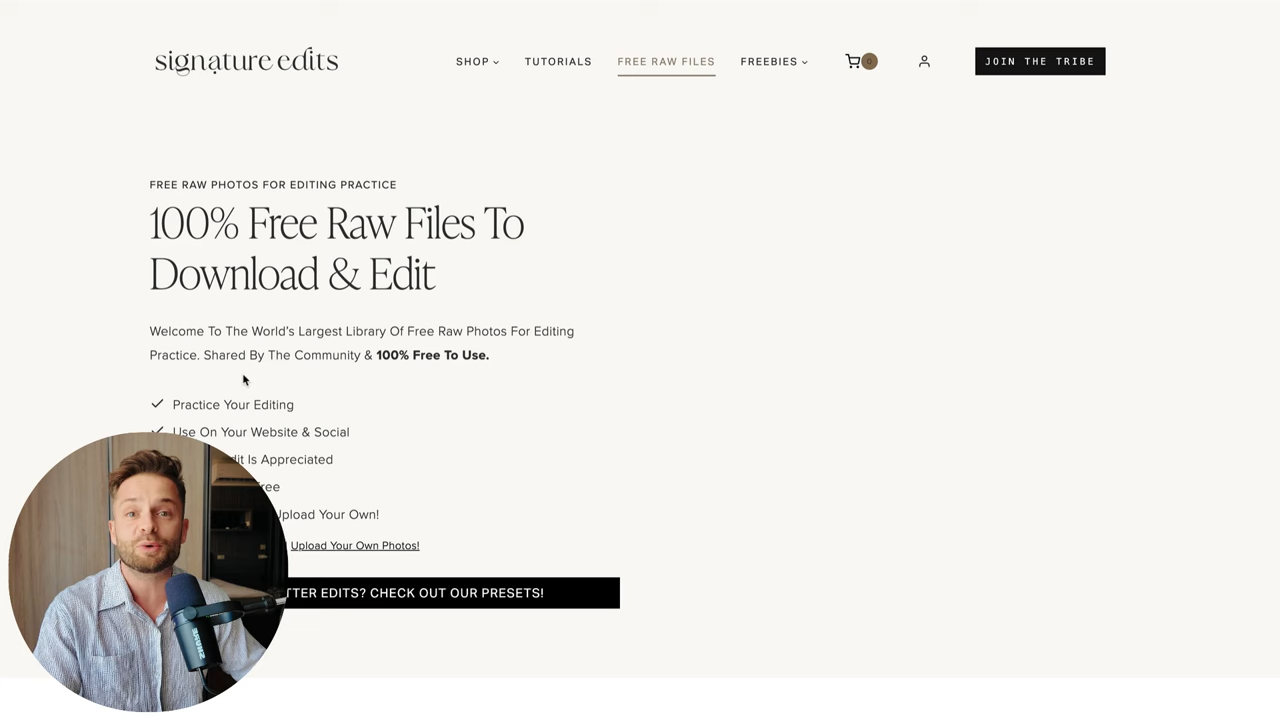 signature edits
SHOP
TUTORIALS
FREE RAW FILES
FREEBIES
0
JOIN THE TRIBE
FREE RAW PHOTOS FOR EDITING PRACTICE
100% Free Raw Files To
Download & Edit
Welcome To The World's Largest Library Of Free Raw Photos For Editing
Practice. Shared By The Community & 100% Free To Use.
Practice Your Editing
Use On Your Website & Social
Is Appreciated
Upload Your Own!
Upload Your Own Photos!
EDITS? CHECK OUT OUR PRESETS!
SHURE